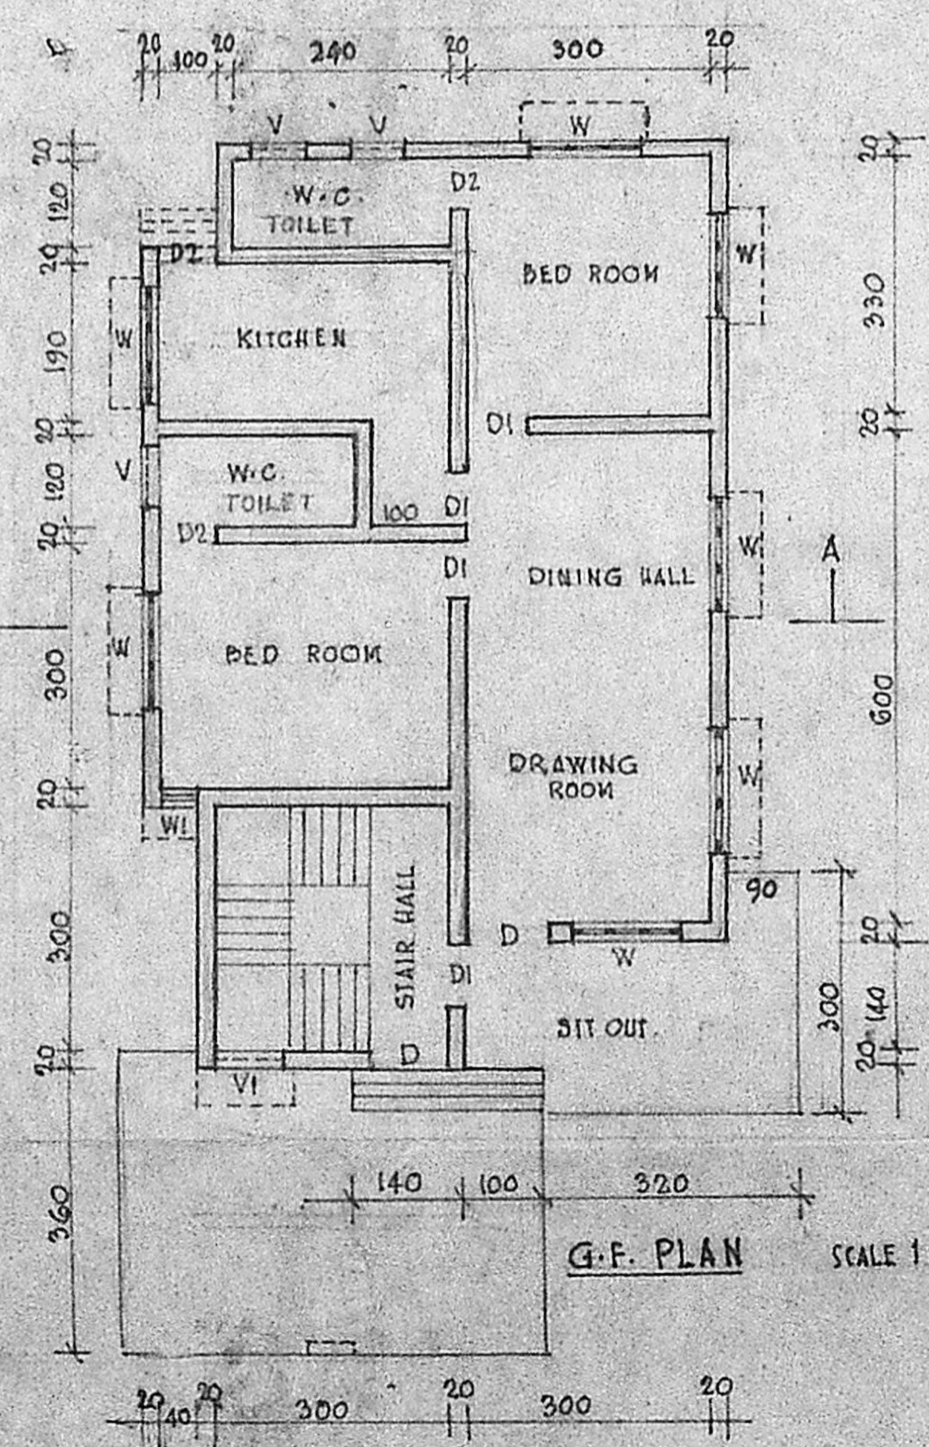 20 100 20 240 20 300 20
V V W
20 20
W.C. D2
TOILET
120
D2 W
20
BED ROOM
330
W KITCHEN
190
20 D1 20
V W.C.
TOILET
120
100 D1
20 D2
D1 DINING HALL W A
W BED ROOM
300
600
DRAWING
ROOM
W
20
W1
STAIR HALL
90
300
D W 20
D1
SIT OUT.
300 140
20 D 20
V1
140 100 320
360
G.F. PLAN SCALE 1
20 40 20 300 20 300 20